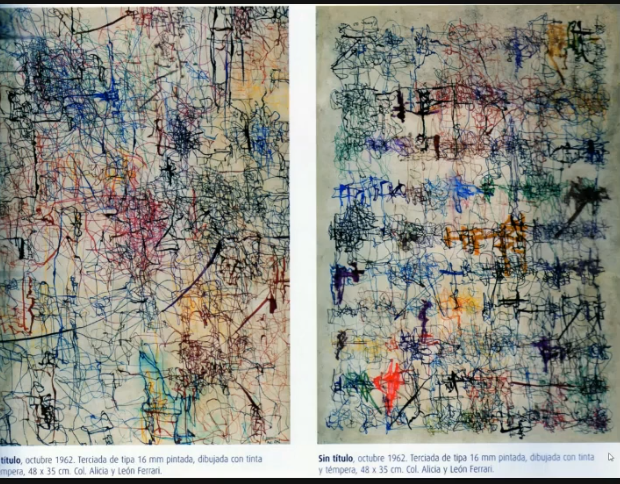 título, octubre 1962. Terciada de tipa 16 mm pintada, dibujada con tinta
mpera, 48 x 35 cm. Col. Alicia y León Ferrari.
Sin título, octubre 1962. Terciada de tipa 16 mm pintada, dibujada con tinta
y témpera, 48 x 35 cm. Col. Alicia y León Ferrari.